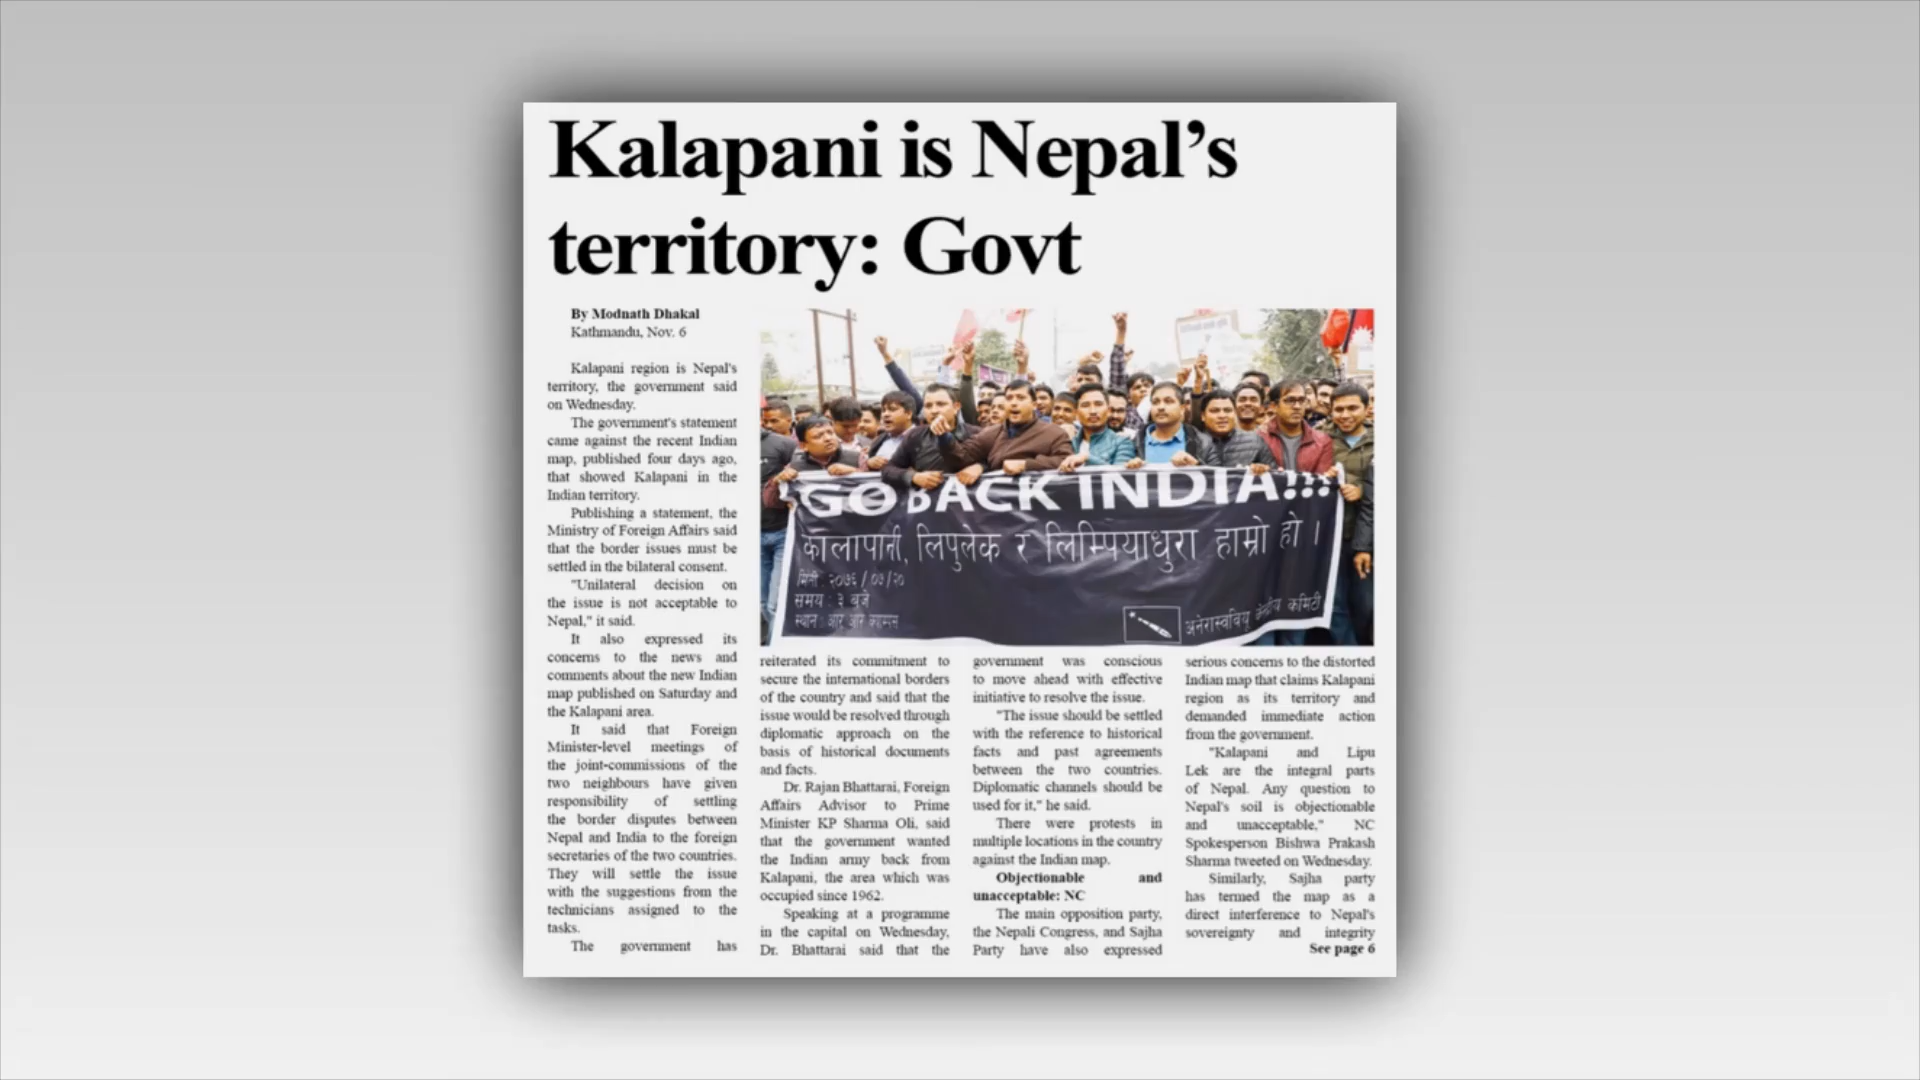 Kalapani is Nepal's
territory: Govt
By Modnath Dhakal
Kathmandu, Nov. 6
Kalapani region is Nepal's
territory, the government said
on Wednesday.
The government's statement
came against the recent Indian
map, published four days ago,
that showed Kalapani in the
Indian territory.
Publishing a statement, the
Ministry of Foreign Affairs said
that the border issues must be
settled in the bilateral consent.
"Unilateral decision on
the issue is not acceptable to
Nepal," it said.
It also expressed its
concerns to the news and
comments about the new Indian
map published on Saturday and
the Kalapani area.
It said that Foreign
Minister-level meetings of
the joint-commissions of the
two neighbours have given
responsibility of settling
the border disputes between
Nepal and India to the foreign
secretaries of the two countries.
They will settle the issue
with the suggestions from the
technicians assigned to the
tasks.
The government has
GO BACK INDIA!!!
कालापानी, लिपुलेक र लिम्पियाधुरा हाम्रो हो ।
मिति : २०७६ / ०७/२०
समय : ३ बजे
स्थान : आर आर क्याम्पस
अनेरास्ववियू केन्द्रीय कमिटी
reiterated its commitment to
secure the international borders
of the country and said that the
issue would be resolved through
diplomatic approach on the
basis of historical documents
and facts.
Dr. Rajan Bhattarai, Foreign
Affairs Advisor to Prime
Minister KP Sharma Oli, said
that the government wanted
the Indian army back from
Kalapani, the area which was
occupied since 1962.
Speaking at a programme
in the capital on Wednesday,
Dr. Bhattarai said that the
government was conscious
to move ahead with effective
initiative to resolve the issue.
"The issue should be settled
with the reference to historical
facts and past agreements
between the two countries.
Diplomatic channels should be
used for it," he said.
There were protests in
multiple locations in the country
against the Indian map.
Objectionable and
unacceptable: NC
The main opposition party,
the Nepali Congress, and Sajha
Party have also expressed
serious concerns to the distorted
Indian map that claims Kalapani
region as its territory and
demanded immediate action
from the government.
"Kalapani and Lipu
Lek are the integral parts
of Nepal. Any question to
Nepal's soil is objectionable
and unacceptable," NC
Spokesperson Bishwa Prakash
Sharma tweeted on Wednesday.
Similarly, Sajha party
has termed the map as a
direct interference to Nepal's
sovereignty and integrity
See page 6